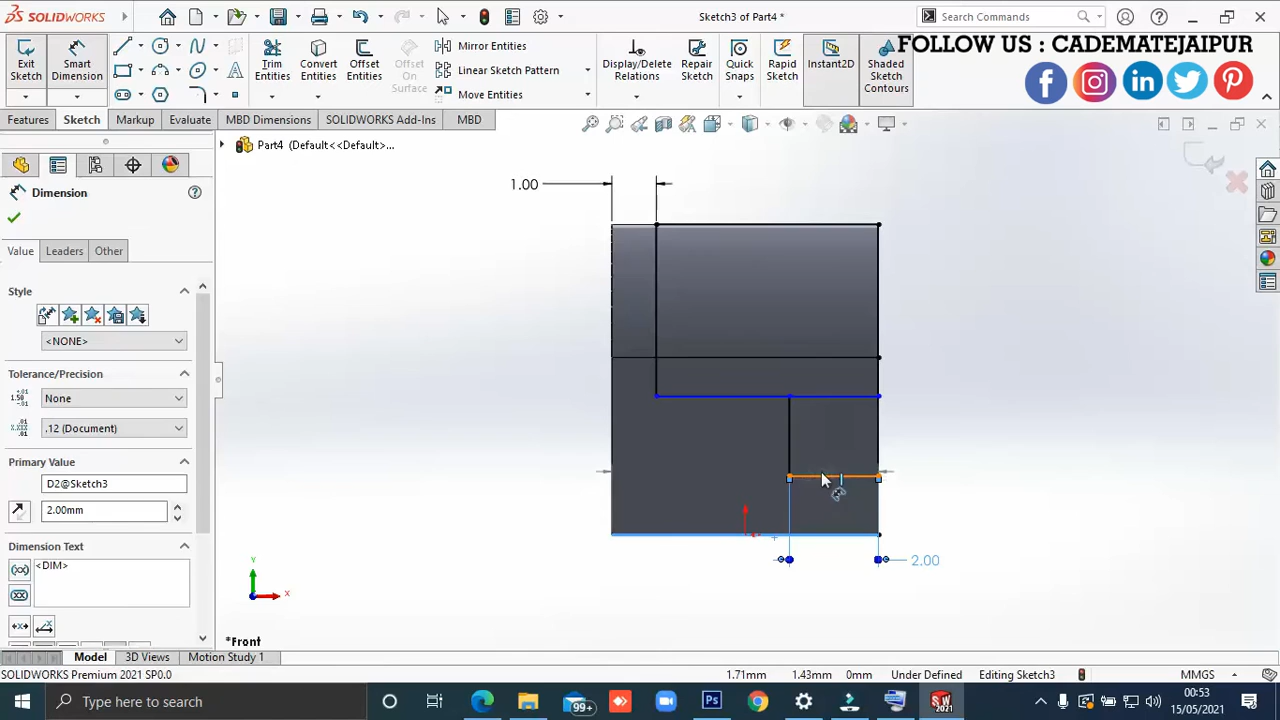 SOLIDWORKS
Sketch3 of Part4 *
Search Commands
FOLLOW US : CADEMATEJAIPUR
Exit Sketch
Smart Dimension
Trim Entities
Convert Entities
Offset Entities
Offset On Surface
Mirror Entities
Linear Sketch Pattern
Move Entities
Display/Delete Relations
Repair Sketch
Quick Snaps
Rapid Sketch
Instant2D
Shaded Sketch Contours
Features Sketch Markup Evaluate MBD Dimensions SOLIDWORKS Add-Ins MBD
Part4 (Default<<Default>...
Dimension
Value Leaders Other
Style
<NONE>
Tolerance/Precision
None
.12 (Document)
Primary Value
D2@Sketch3
2.00mm
Dimension Text
<DIM>
1.00
2.00
Y
X
*Front
Model 3D Views Motion Study 1
SOLIDWORKS Premium 2021 SP0.0
1.71mm 1.43mm 0mm Under Defined Editing Sketch3 MMGS
Type here to search
99+
SW
2021
00:53
15/05/2021